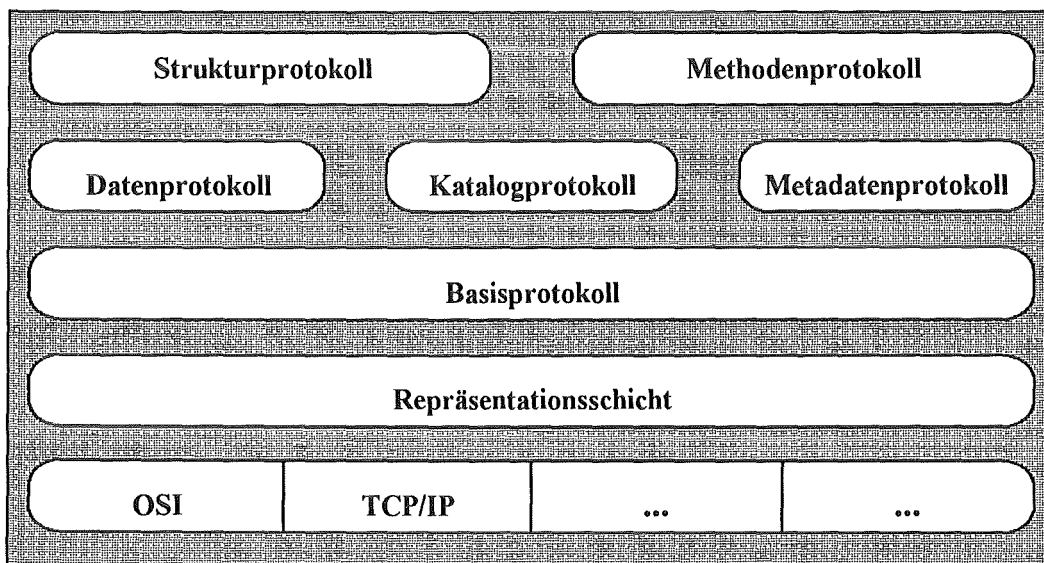 Strukturprotokoll Methodenprotokoll
Datenprotokoll Katalogprotokoll Metadatenprotokoll
Basisprotokoll
Repräsentationsschicht
OSI TCP/IP ... ...